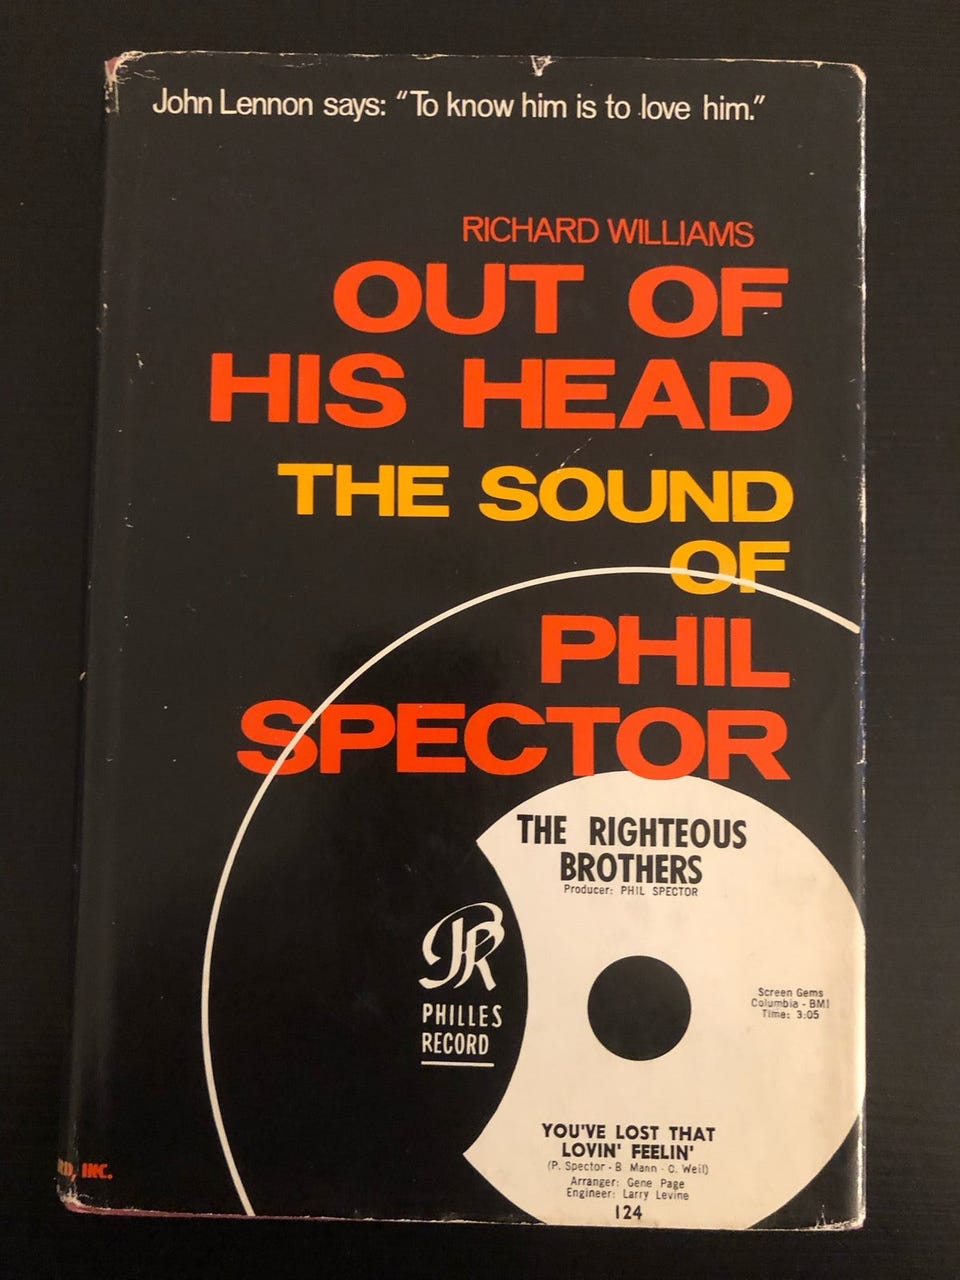 John Lennon says: "To know him is to love him."
RICHARD WILLIAMS
OUT OF
HIS HEAD
THE SOUND
OF
PHIL
SPECTOR
THE RIGHTEOUS
BROTHERS
Producer: PHIL SPECTOR
PHILLES
RECORD
Screen Gems
Columbia - BMI
Time: 3:05
YOU'VE LOST THAT
LOVIN' FEELIN'
(P. Spector - B. Mann - C. Weil)
Arranger: Gene Page
Engineer: Larry Levine
124
RD, INC.